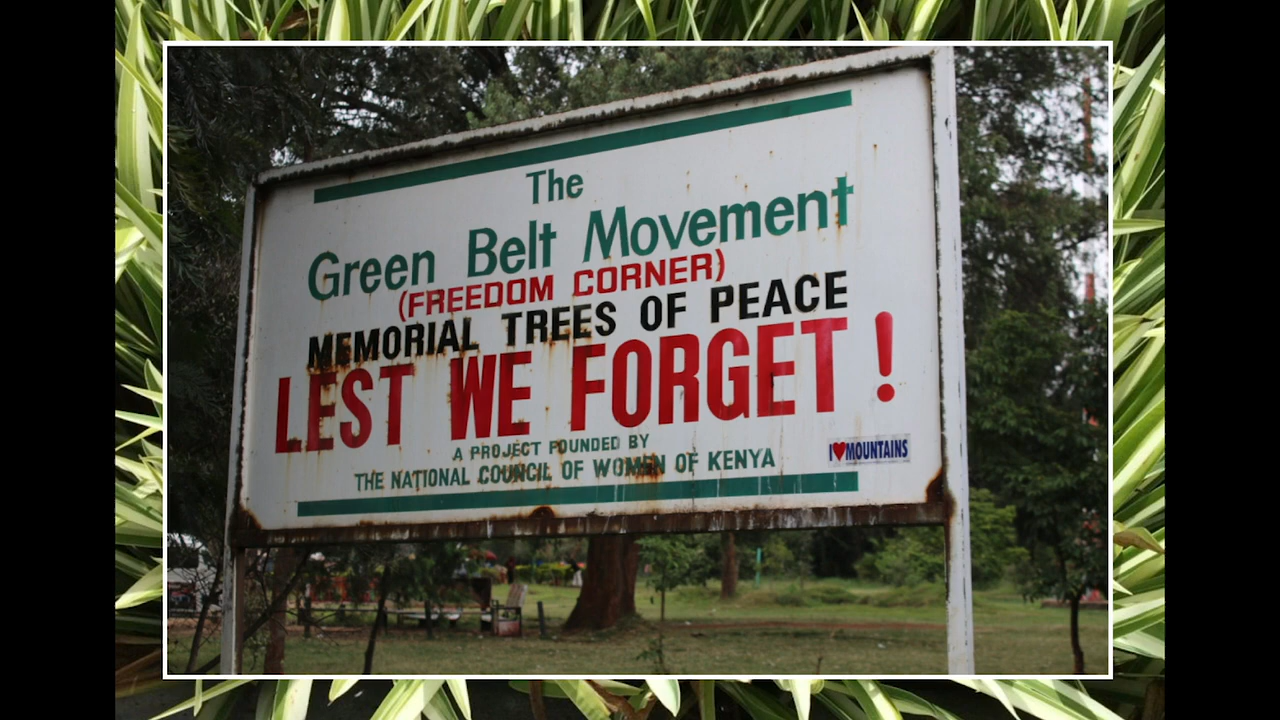 The
Green Belt Movement
(FREEDOM CORNER)
MEMORIAL TREES OF PEACE
LEST WE FORGET !
A PROJECT FOUNDED BY
THE NATIONAL COUNCIL OF WOMEN OF KENYA
I❤MOUNTAINS